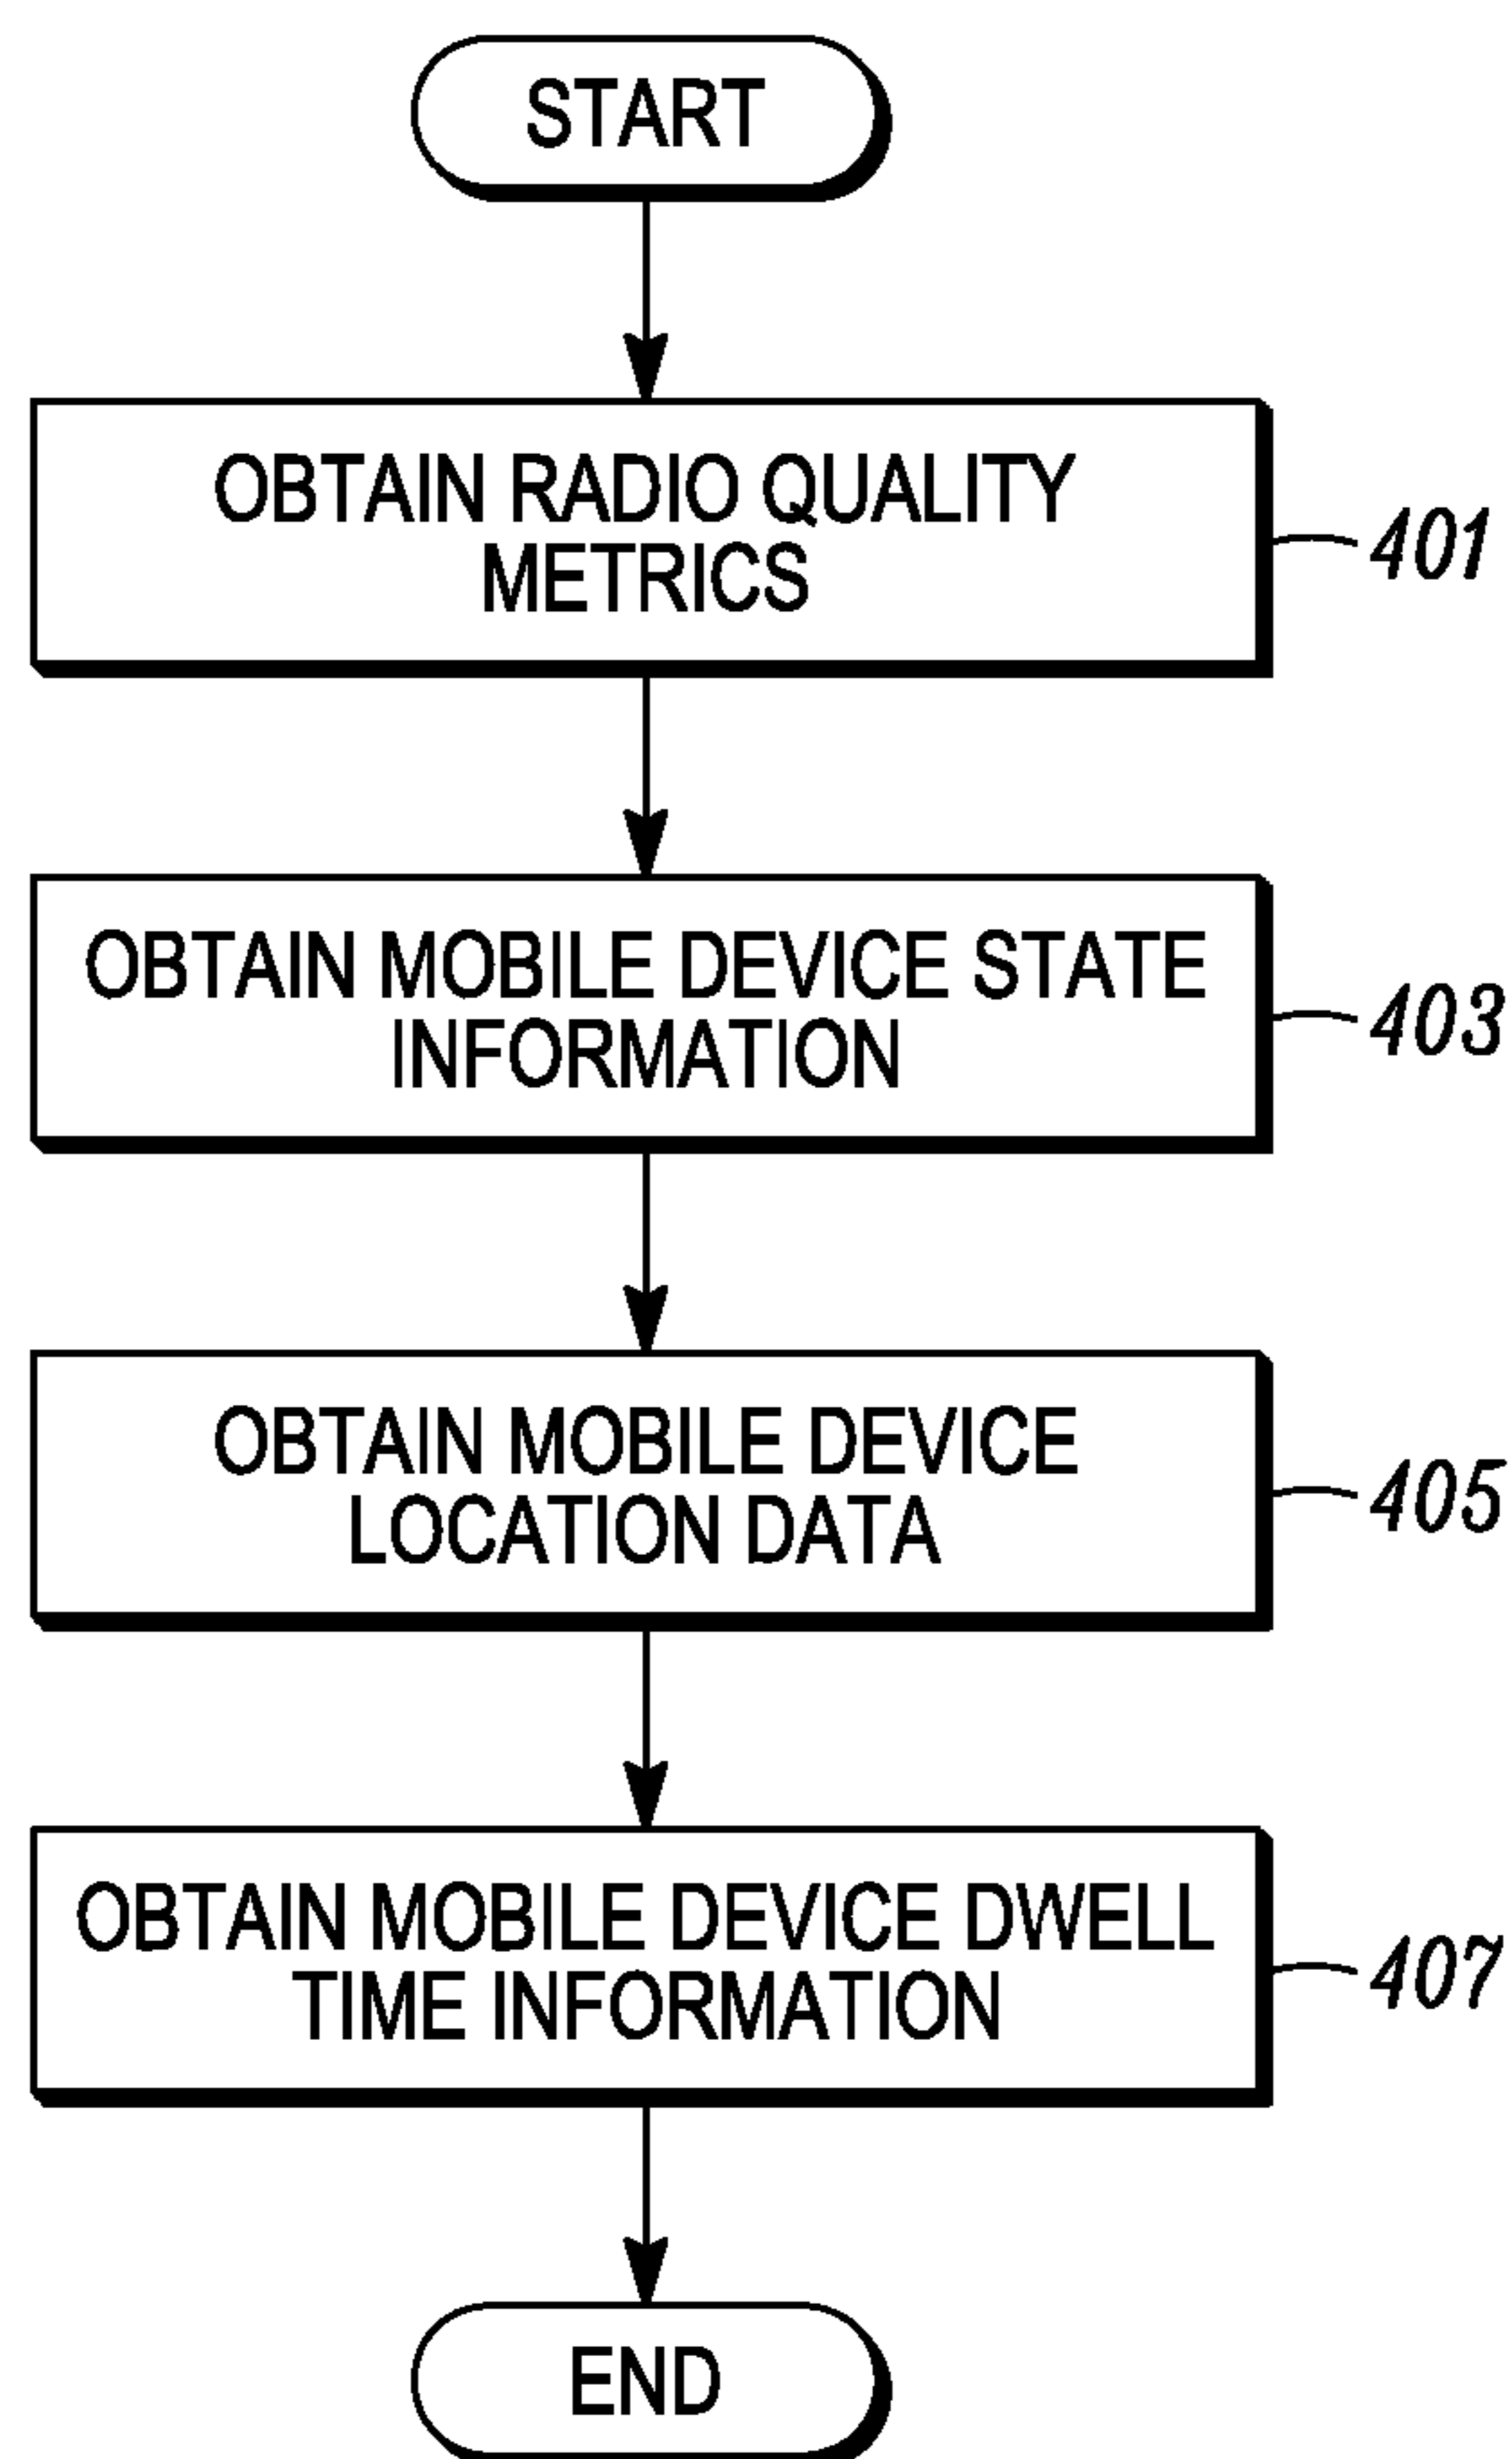 START
OBTAIN RADIO QUALITY
METRICS
401
OBTAIN MOBILE DEVICE STATE
INFORMATION
403
OBTAIN MOBILE DEVICE
LOCATION DATA
405
OBTAIN MOBILE DEVICE DWELL
TIME INFORMATION
407
END